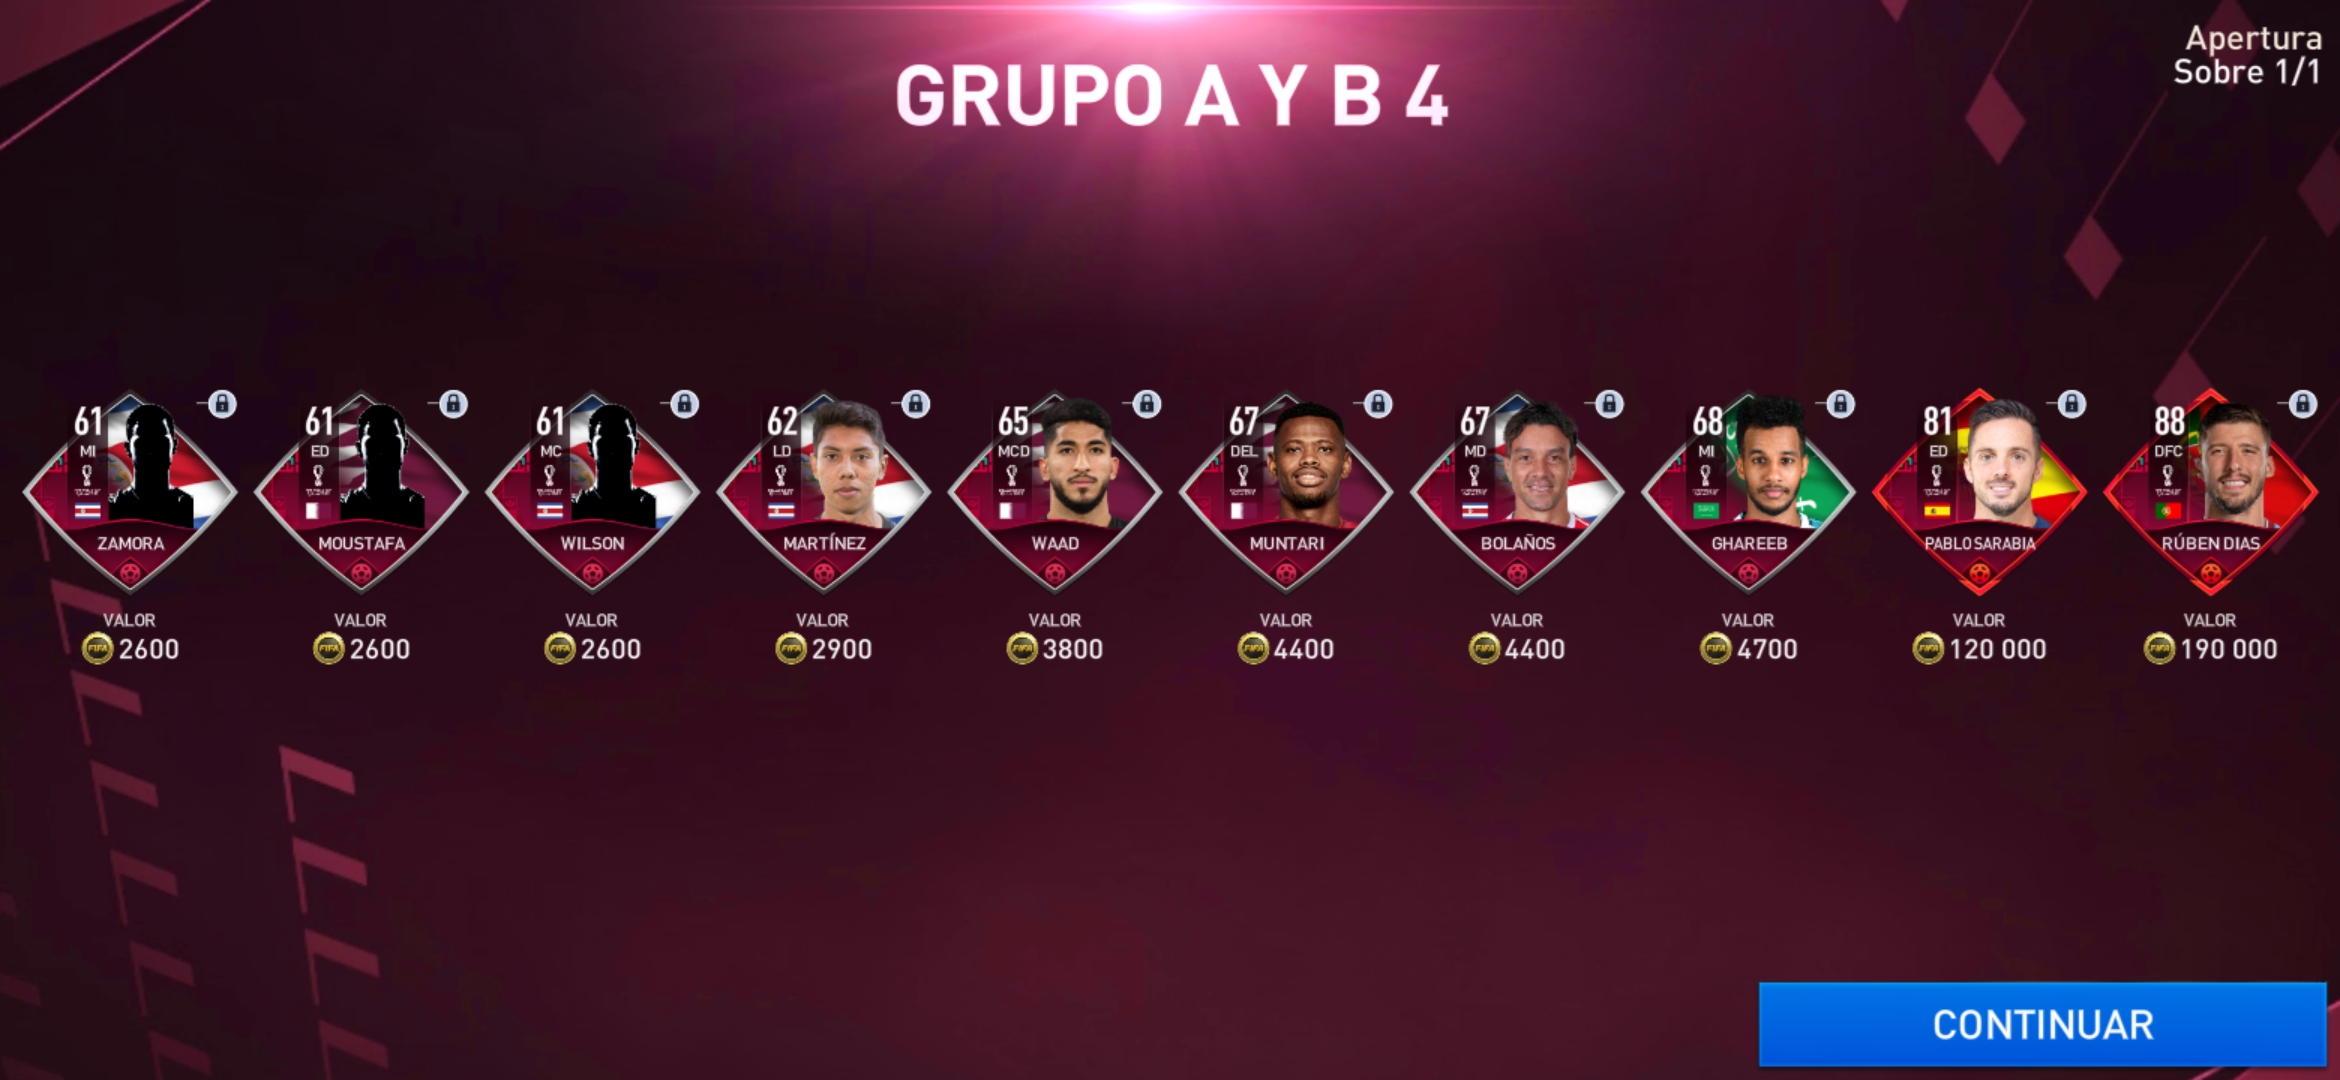 Apertura
Sobre 1/1
GRUPO A Y B 4
61
MI
ZAMORA
VALOR
2600
61
ED
MOUSTAFA
VALOR
2600
61
MC
WILSON
VALOR
2600
62
LD
MARTÍNEZ
VALOR
2900
65
MCD
WAAD
VALOR
3800
67
DEL
MUNTARI
VALOR
4400
67
MD
BOLAÑOS
VALOR
4400
68
MI
GHAREEB
VALOR
4700
81
ED
PABLO SARABIA
VALOR
120 000
88
DFC
RÚBEN DIAS
VALOR
190 000
CONTINUAR